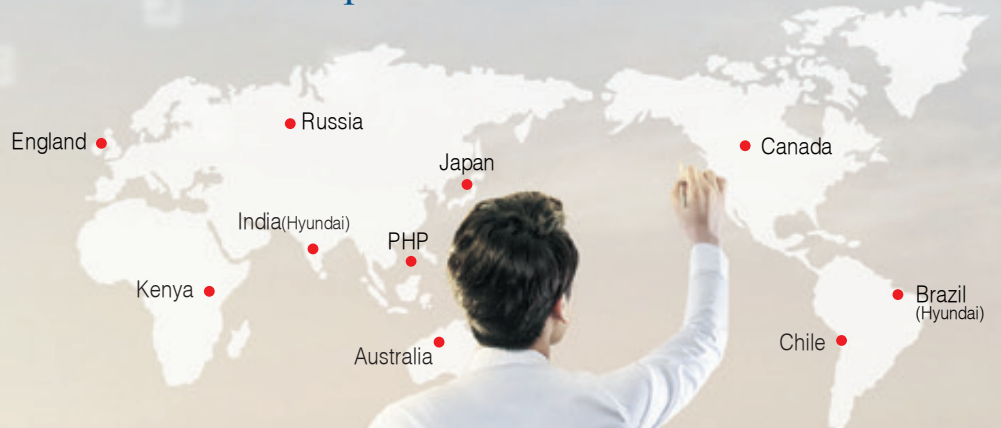 England
Russia
Japan
Canada
India(Hyundai)
PHP
Kenya
Brazil
(Hyundai)
Chile
Australia